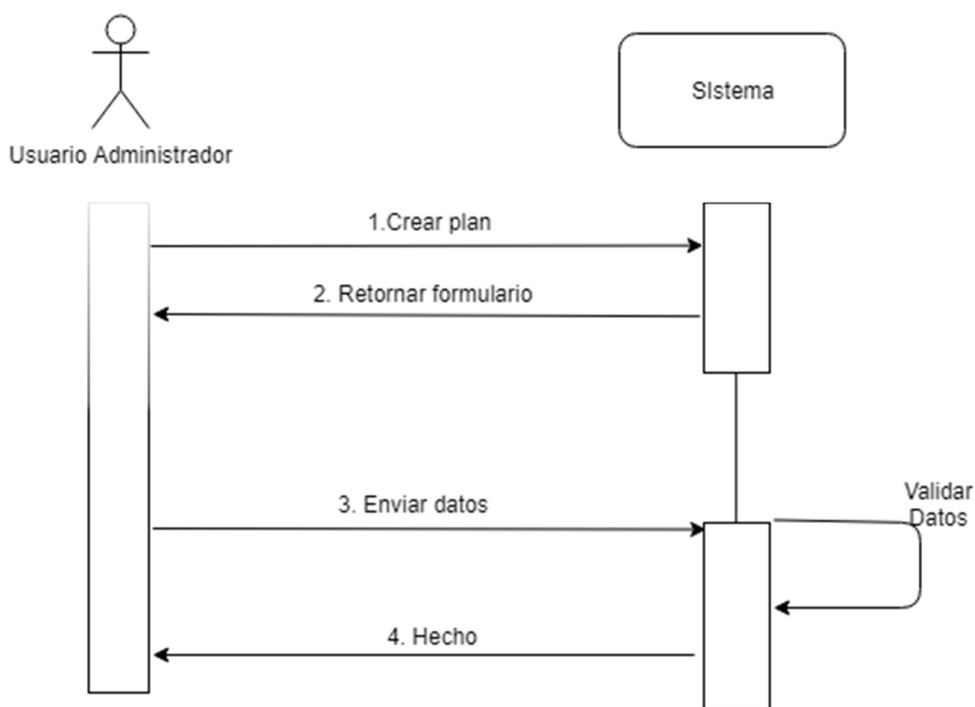 SIstema
Usuario Administrador
1.Crear plan
2. Retornar formulario
Validar
Datos
3. Enviar datos
4. Hecho